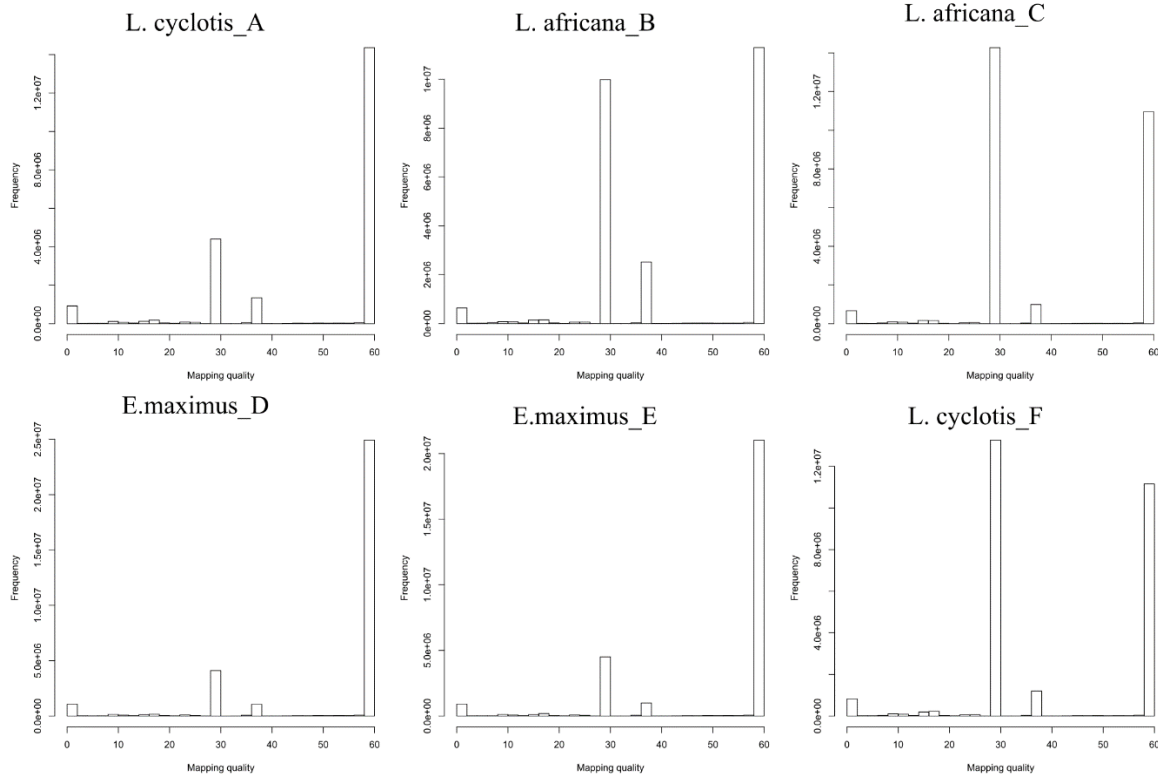 L. cyclotis_A
L. africana_B
L. africana_C
Frequency
0.0e+00
4.0e+06
8.0e+06
1.2e+07
0 10 20 30 40 50 60
Mapping quality
Frequency
0e+00
2e+06
4e+06
6e+06
8e+06
1e+07
0 10 20 30 40 50 60
Mapping quality
Frequency
0.0e+00
4.0e+06
8.0e+06
1.2e+07
0 10 20 30 40 50 60
Mapping quality
E.maximus_D
E.maximus_E
L. cyclotis_F
Frequency
0.0e+00
5.0e+06
1.0e+07
1.5e+07
2.0e+07
2.5e+07
0 10 20 30 40 50 60
Mapping quality
Frequency
0.0e+00
5.0e+06
1.0e+07
1.5e+07
2.0e+07
0 10 20 30 40 50 60
Mapping quality
Frequency
0.0e+00
4.0e+06
8.0e+06
1.2e+07
0 10 20 30 40 50 60
Mapping quality